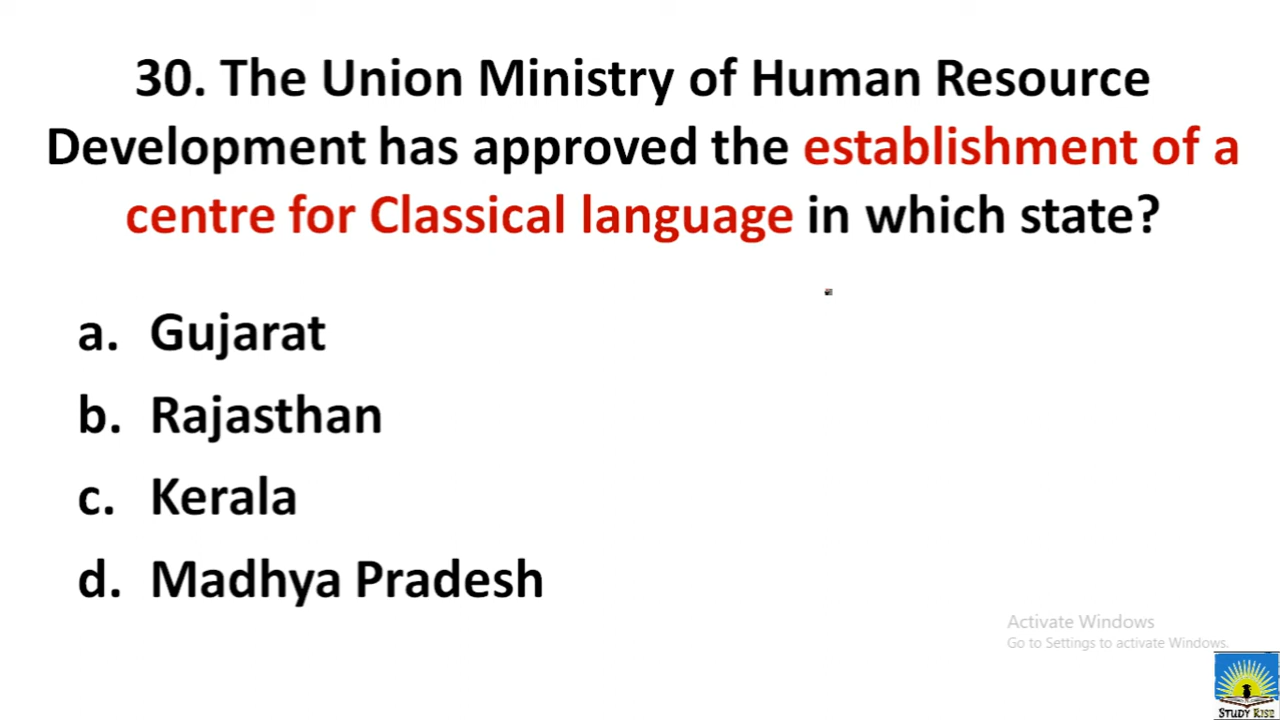 30. The Union Ministry of Human Resource
Development has approved the establishment of a
centre for Classical language in which state?
a. Gujarat
b. Rajasthan
c. Kerala
d. Madhya Pradesh
Activate Windows
Go to Settings to activate Windows.
STUDY RISE